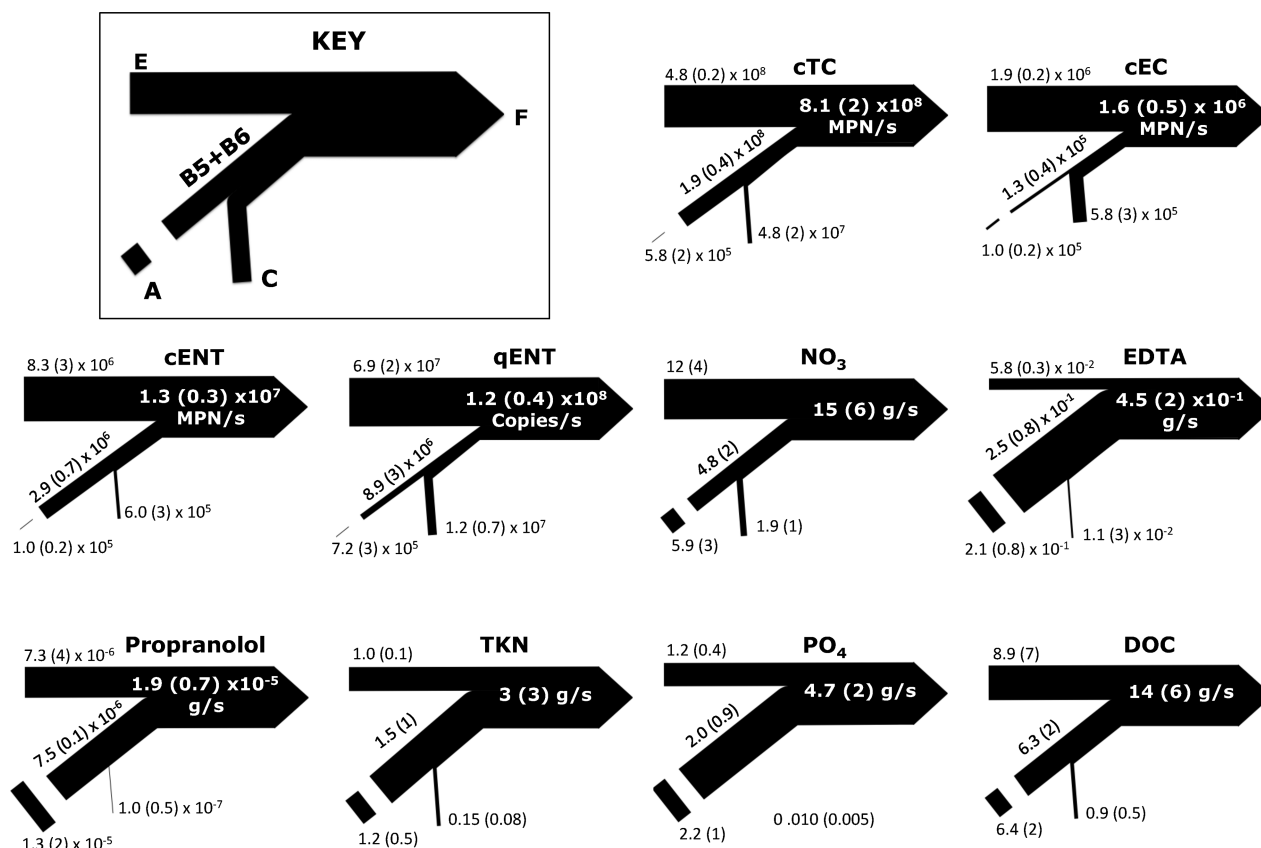 KEY
E
F
B5+B6
A
C
cTC
4.8 (0.2) x 10⁸
8.1 (2) x10⁸
MPN/s
1.9 (0.4) x 10⁸
5.8 (2) x 10⁵
4.8 (2) x 10⁷
cEC
1.9 (0.2) x 10⁶
1.6 (0.5) x 10⁶
MPN/s
1.3 (0.4) x 10⁵
5.8 (3) x 10⁵
1.0 (0.2) x 10⁵
cENT
8.3 (3) x 10⁶
1.3 (0.3) x10⁷
MPN/s
2.9 (0.7) x 10⁶
6.0 (3) x 10⁵
1.0 (0.2) x 10⁵
qENT
6.9 (2) x 10⁷
1.2 (0.4) x10⁸
Copies/s
8.9 (3) x 10⁶
1.2 (0.7) x 10⁷
7.2 (3) x 10⁵
NO₃
12 (4)
15 (6) g/s
4.8 (2)
1.9 (1)
5.9 (3)
EDTA
5.8 (0.3) x 10⁻²
4.5 (2) x10⁻¹
g/s
2.5 (0.8) x 10⁻¹
1.1 (3) x 10⁻²
2.1 (0.8) x 10⁻¹
Propranolol
7.3 (4) x 10⁻⁶
1.9 (0.7) x10⁻⁵
g/s
7.5 (0.1) x 10⁻⁶
1.0 (0.5) x 10⁻⁷
1.3 (2) x 10⁻⁵
TKN
1.0 (0.1)
3 (3) g/s
1.5 (1)
0.15 (0.08)
1.2 (0.5)
PO₄
1.2 (0.4)
4.7 (2) g/s
2.0 (0.9)
0 .010 (0.005)
2.2 (1)
DOC
8.9 (7)
14 (6) g/s
6.3 (2)
0.9 (0.5)
6.4 (2)